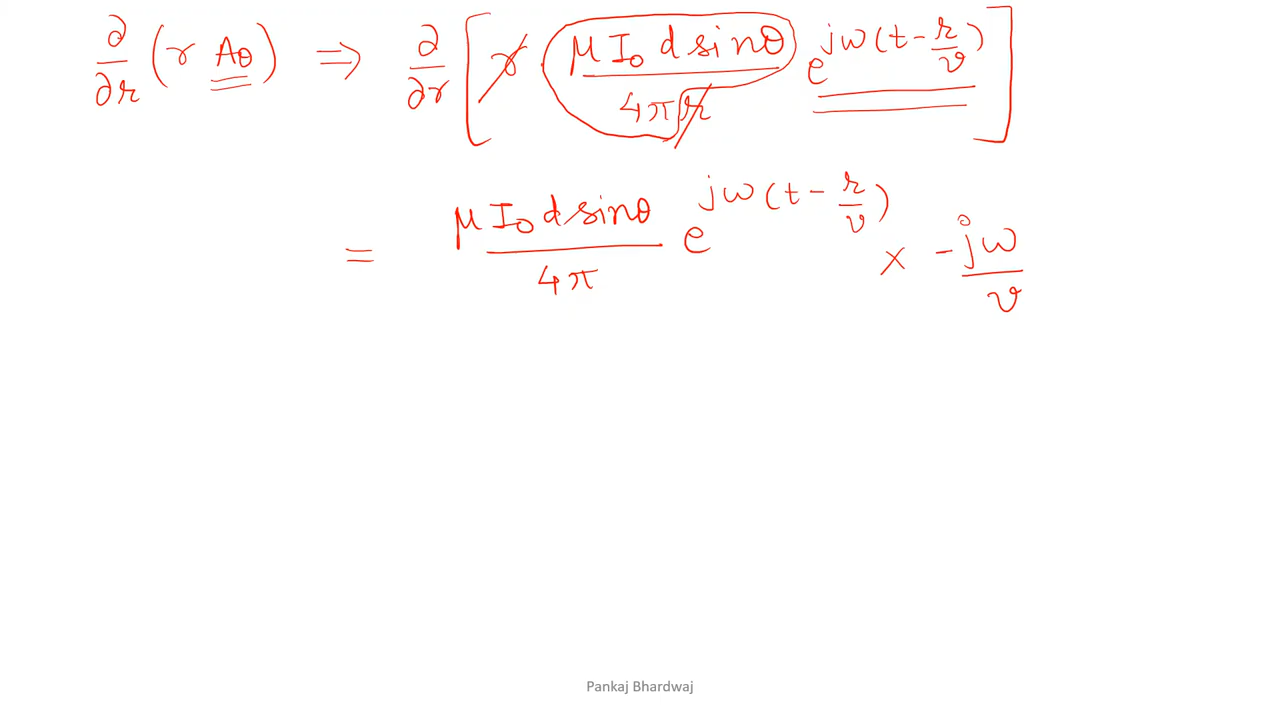 ∂/∂r (r Aθ) ⇒ ∂/∂r [ r · μ I₀ d sinθ / 4π r e^{jω(t - r/v)} ]
= μ I₀ d sinθ / 4π e^{jω(t - r/v)} × -jω/v
Pankaj Bhardwaj